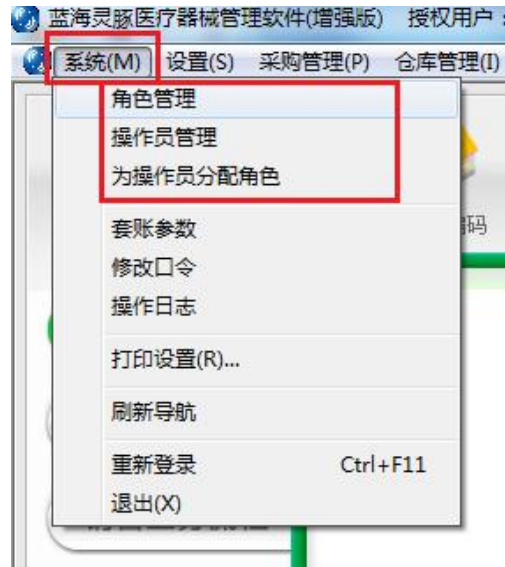 蓝海灵豚医疗器械管理软件(增强版) 授权用户:
系统(M) 设置(S) 采购管理(P) 仓库管理(I)
角色管理
操作员管理
为操作员分配角色
码
套账参数
修改口令
操作日志
打印设置(R)...
刷新导航
重新登录 Ctrl+F11
退出(X)